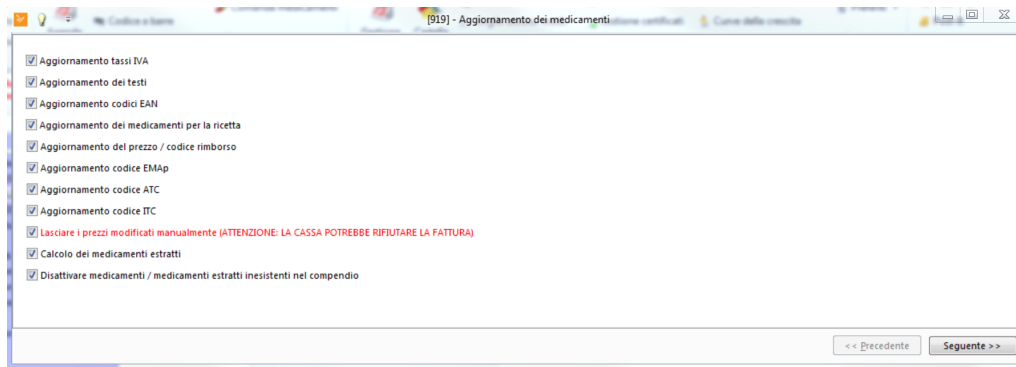 Codice a barre
[919] - Aggiornamento dei medicamenti
Curve della crescita
Aggiornamento tassi IVA
Aggiornamento dei testi
Aggiornamento codici EAN
Aggiornamento dei medicamenti per la ricetta
Aggiornamento del prezzo / codice rimborso
Aggiornamento codice EMAp
Aggiornamento codice ATC
Aggiornamento codice ITC
Lasciare i prezzi modificati manualmente (ATTENZIONE: LA CASSA POTREBBE RIFIUTARE LA FATTURA)
Calcolo dei medicamenti estratti
Disattivare medicamenti / medicamenti estratti inesistenti nel compendio
<< Precedente
Seguente >>